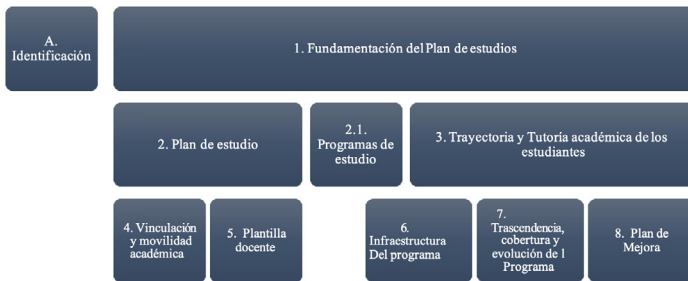 A.
Identificación
1. Fundamentación del Plan de estudios
2. Plan de estudio
2.1.
Programas de
estudio
3. Trayectoria y Tutoría académica de los
estudiantes
4. Vinculación
y movilidad
académica
5. Plantilla
docente
6.
Infraestructura
Del programa
7.
Trascendencia,
cobertura y
evolución de l
Programa
8. Plan de
Mejora